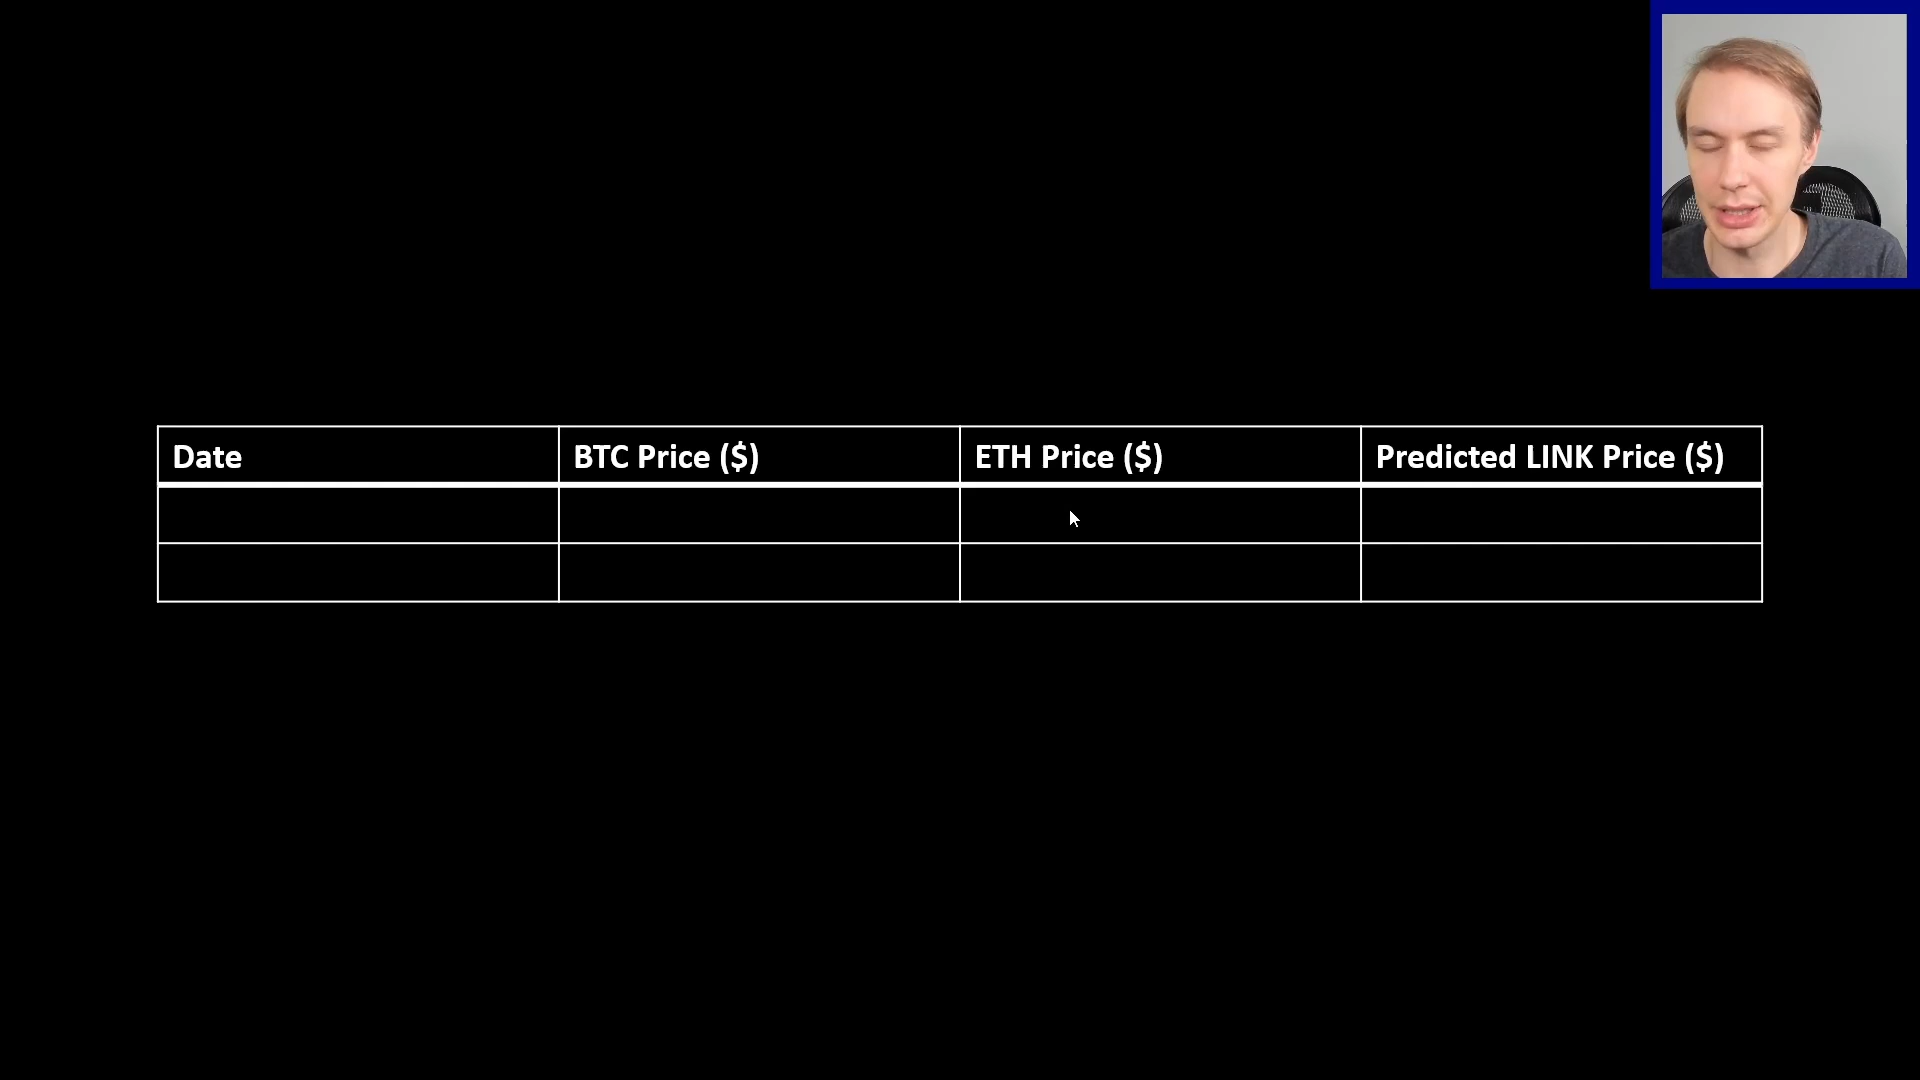 Date
BTC Price ($)
ETH Price ($)
Predicted LINK Price ($)